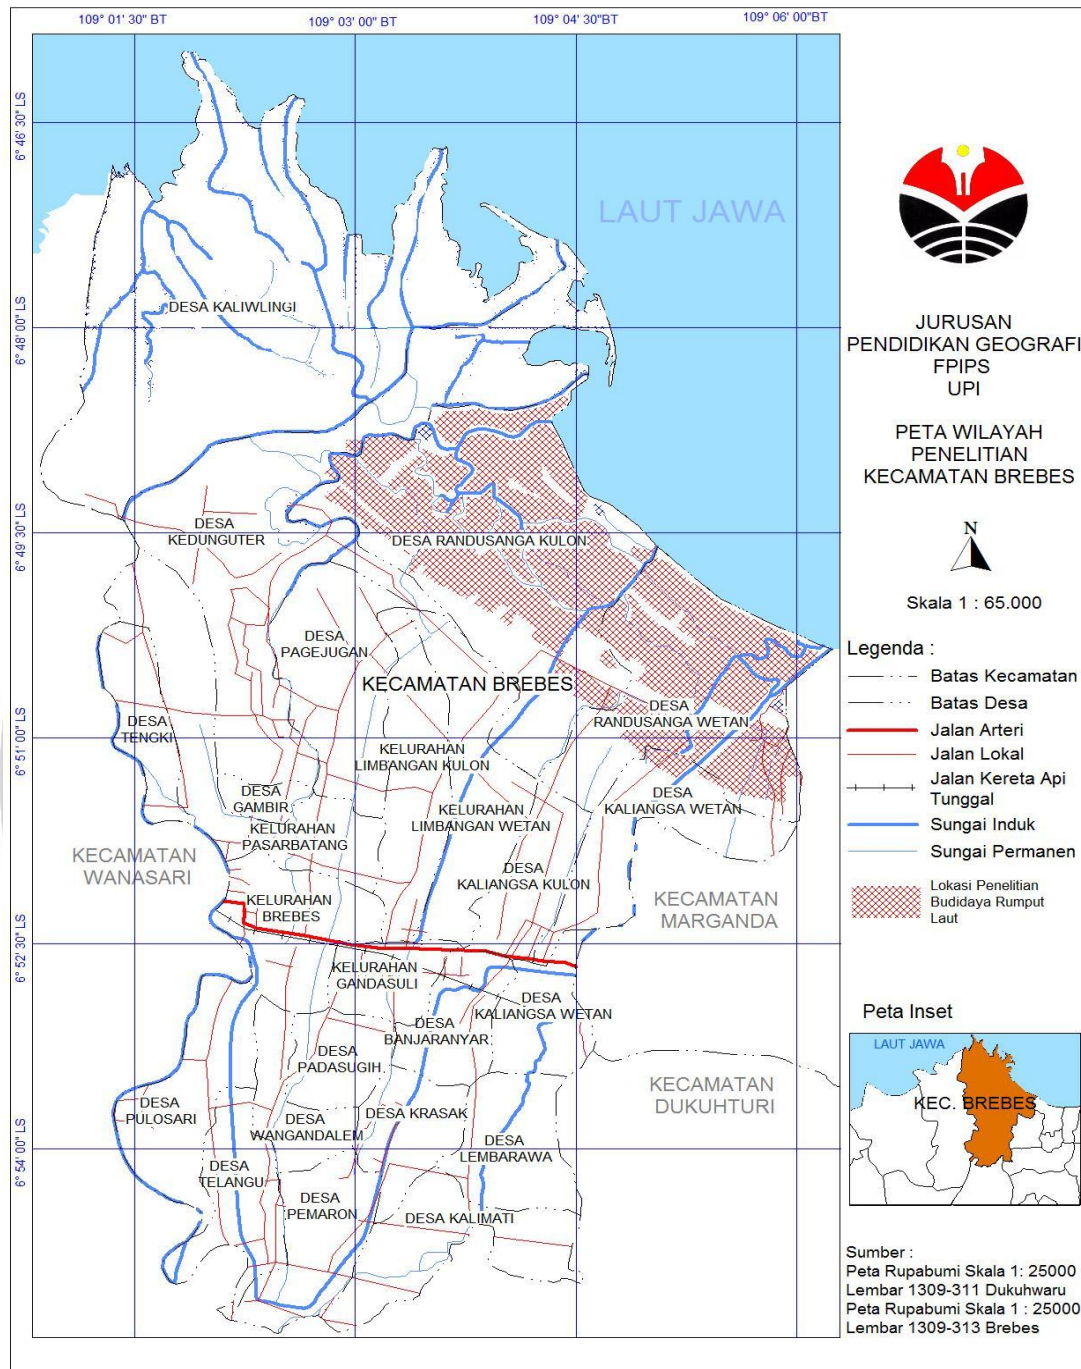 109° 01' 30" BT
109° 03' 00" BT
109° 04' 30" BT
109° 06' 00"BT
6° 46' 30" LS
6° 48' 00" LS
6° 49' 30" LS
6° 51' 00" LS
6° 52' 30" LS
6° 54' 00" LS
LAUT JAWA
DESA KALIWLINGI
DESA
KEDUNGUTER
DESA RANDUSANGA KULON
DESA
PAGEJUGAN
KECAMATAN BREBES
DESA
RANDUSANGA WETAN
DESA
TENGKI
KELURAHAN
LIMBANGAN KULON
DESA
GAMBIR
KELURAHAN
LIMBANGAN WETAN
DESA
KALIANGSA WETAN
KELURAHAN
PASARBATANG
KECAMATAN
WANASARI
DESA
KALIANGSA KULON
KELURAHAN
BREBES
KECAMATAN
MARGANDA
KELURAHAN
GANDASULI
DESA
KALIANGSA WETAN
DESA
BANJARANYAR
DESA
PADASUGIH
KECAMATAN
DUKUHTURI
DESA
PULOSARI
DESA KRASAK
DESA
WANGANDALEM
DESA
LEMBARAWA
DESA
TELANGU
DESA
PEMARON
DESA KALIMATI
JURUSAN
PENDIDIKAN GEOGRAFI
FPIPS
UPI
PETA WILAYAH
PENELITIAN
KECAMATAN BREBES
N
Skala 1 : 65.000
Legenda :
Batas Kecamatan
Batas Desa
Jalan Arteri
Jalan Lokal
Jalan Kereta Api
Tunggal
Sungai Induk
Sungai Permanen
Lokasi Penelitian
Budidaya Rumput
Laut
Peta Inset
LAUT JAWA
KEC. BREBES
Sumber :
Peta Rupabumi Skala 1: 25000
Lembar 1309-311 Dukuhwaru
Peta Rupabumi Skala 1 : 25000
Lembar 1309-313 Brebes